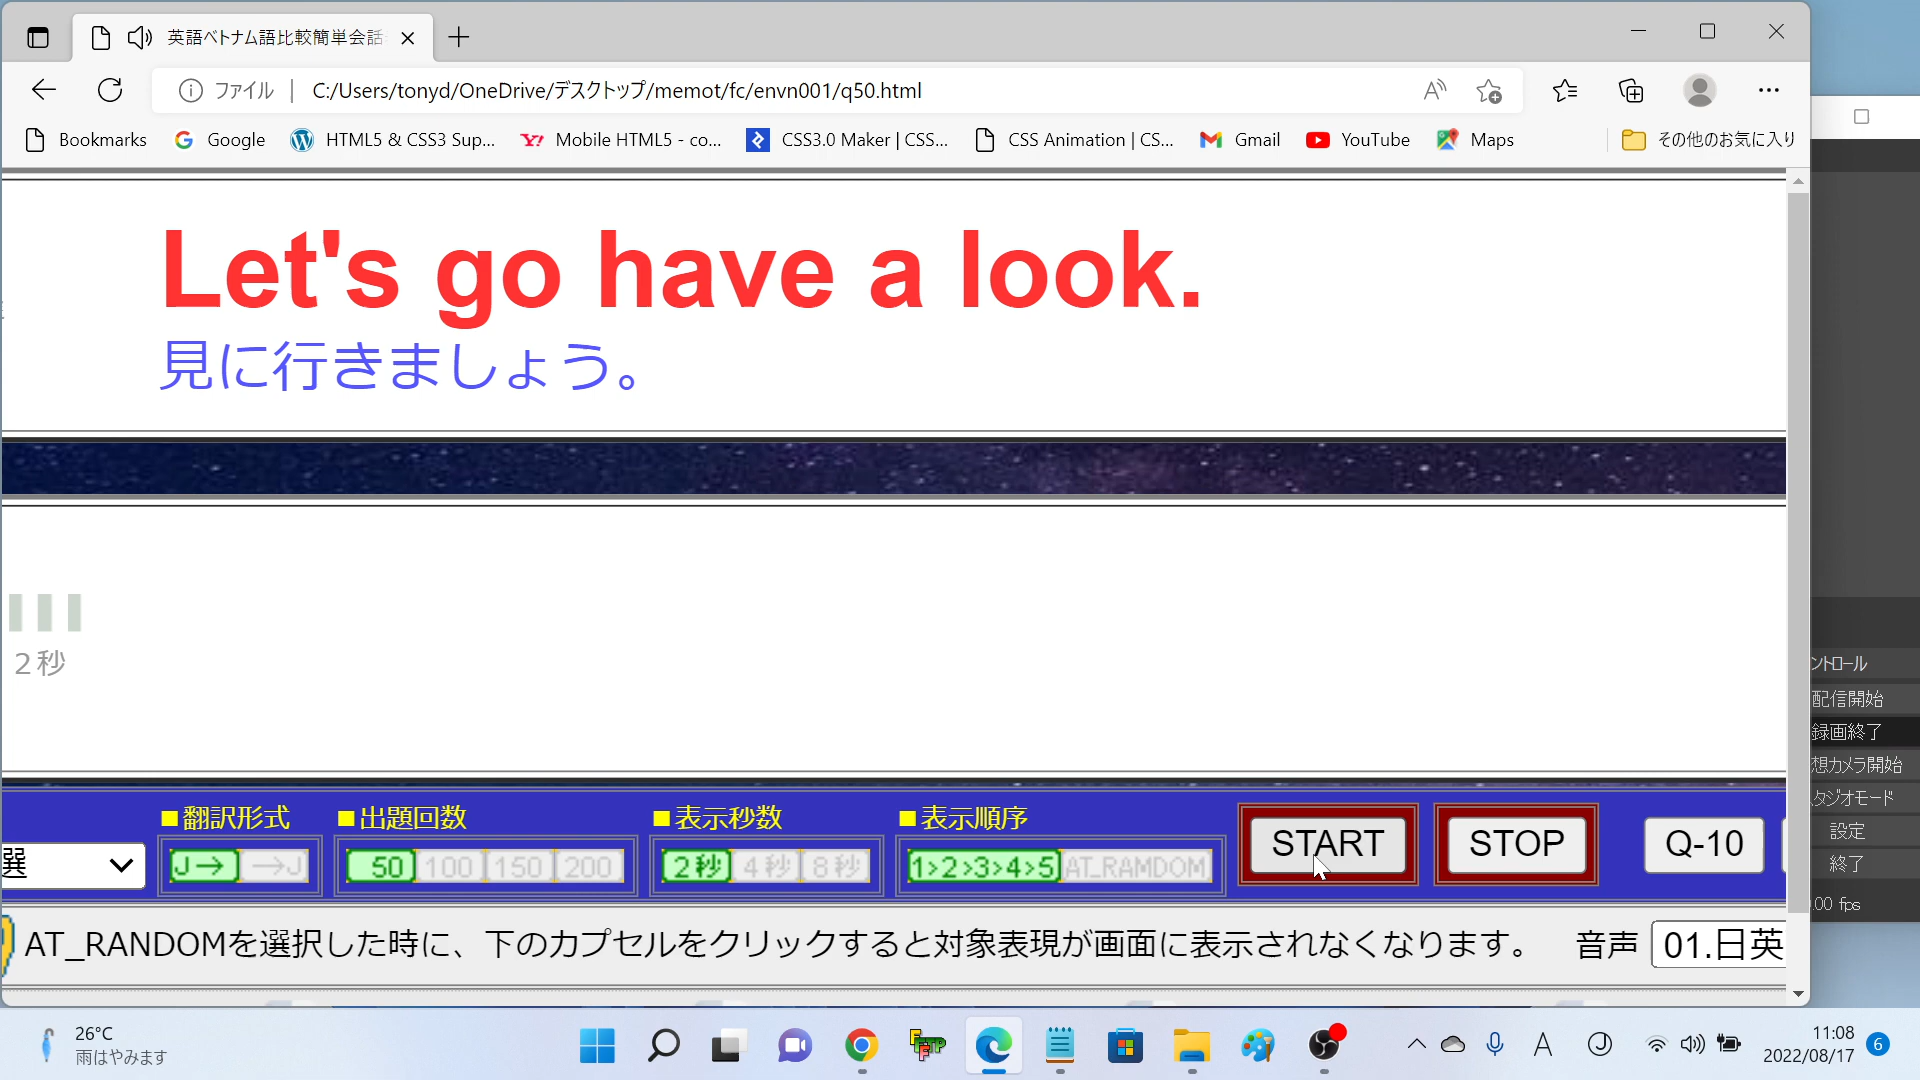 英語ベトナム語比較簡単会話
ファイル
C:/Users/tonyd/OneDrive/デスクトップ/memot/fc/envn001/q50.html
Bookmarks
Google
HTML5 & CSS3 Sup...
Mobile HTML5 - co...
CSS3.0 Maker | CSS...
CSS Animation | CS...
Gmail
YouTube
Maps
その他のお気に入り
Let's go have a look.
見に行きましょう。
2秒
ントロール
配信開始
録画終了
想カメラ開始
タジオモード
設定
終了
.00 fps
■翻訳形式
■出題回数
■表示秒数
■表示順序
選
J→ →J
50 100 150 200
2秒 4秒 8秒
1>2>3>4>5 AT_RAMDOM
START
STOP
Q-10
AT_RANDOMを選択した時に、下のカプセルをクリックすると対象表現が画面に表示されなくなります。
音声
01.日英
26°C
雨はやみます
FFFTP
A
J
11:08
2022/08/17
6